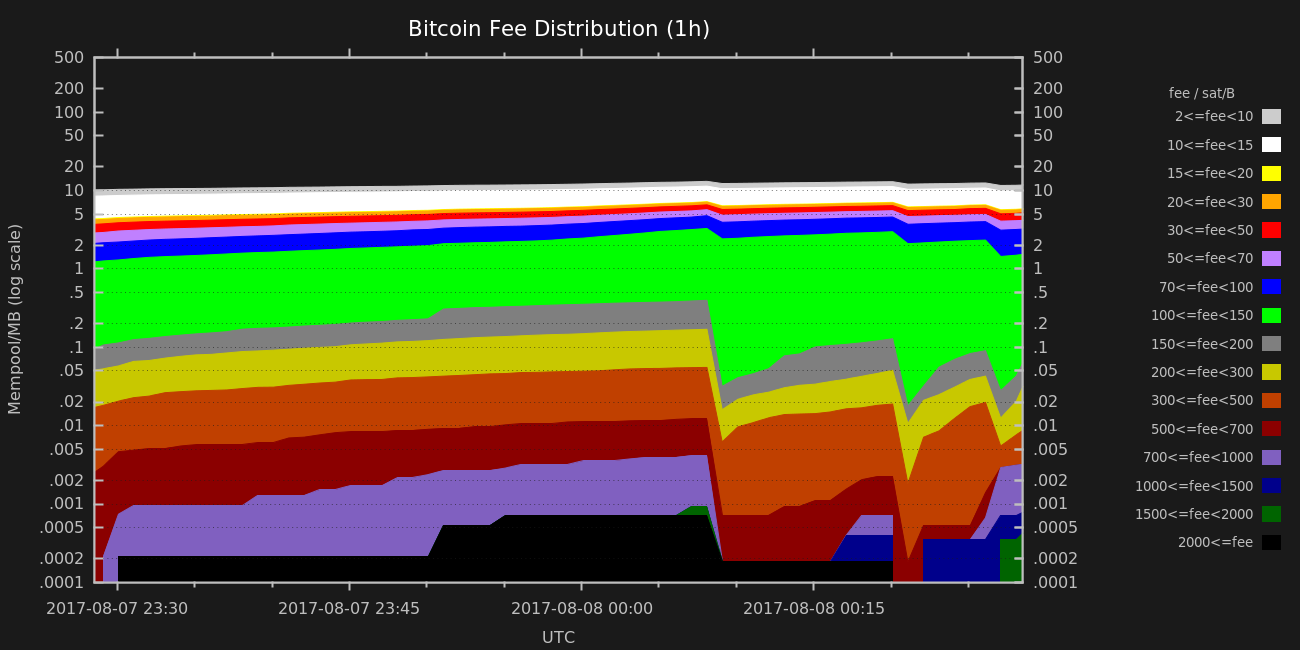 Bitcoin Fee Distribution (1h)
500
200
100
50
20
10
5
2
1
.5
.2
.1
.05
.02
.01
.005
.002
.001
.0005
.0002
.0001
Mempool/MB (log scale)
500
200
100
50
20
10
5
2
1
.5
.2
.1
.05
.02
.01
.005
.002
.001
.0005
.0002
.0001
2017-08-07 23:30 2017-08-07 23:45 2017-08-08 00:00 2017-08-08 00:15
UTC
fee / sat/B
2<=fee<10
10<=fee<15
15<=fee<20
20<=fee<30
30<=fee<50
50<=fee<70
70<=fee<100
100<=fee<150
150<=fee<200
200<=fee<300
300<=fee<500
500<=fee<700
700<=fee<1000
1000<=fee<1500
1500<=fee<2000
2000<=fee